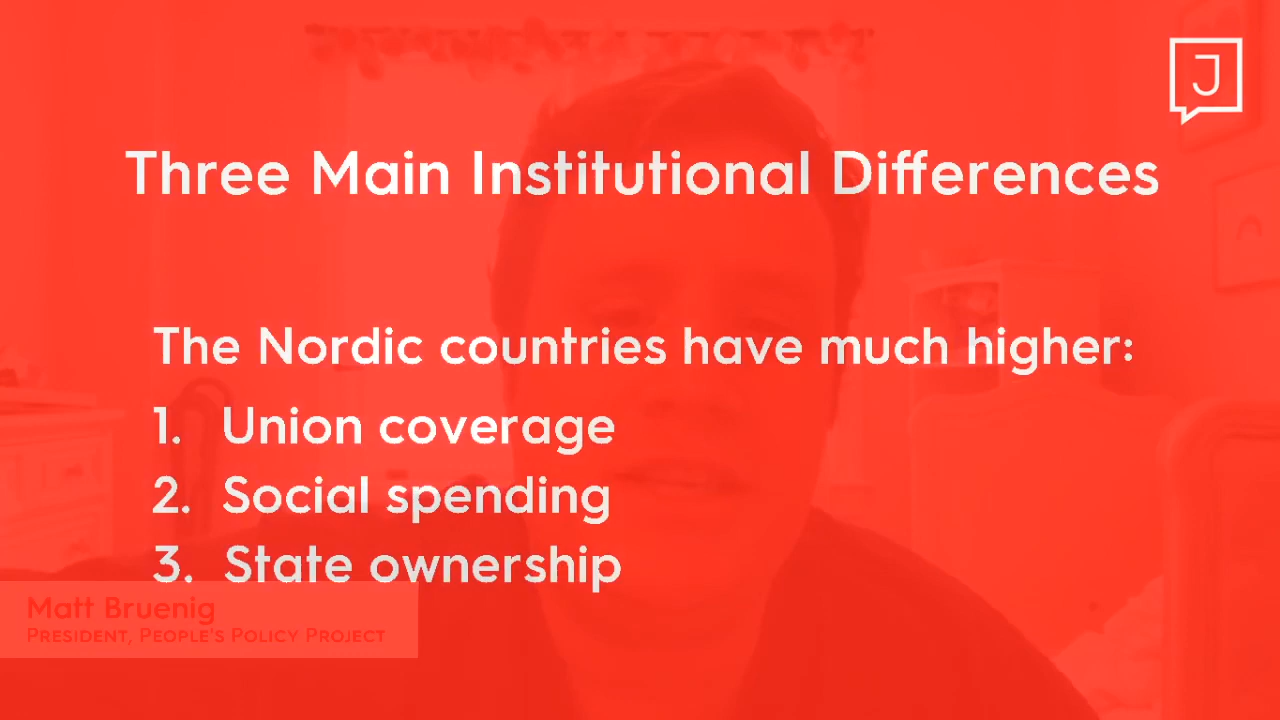 J
Three Main Institutional Differences
The Nordic countries have much higher:
1. Union coverage
2. Social spending
3. State ownership
Matt Bruenig
PRESIDENT, PEOPLE'S POLICY PROJECT